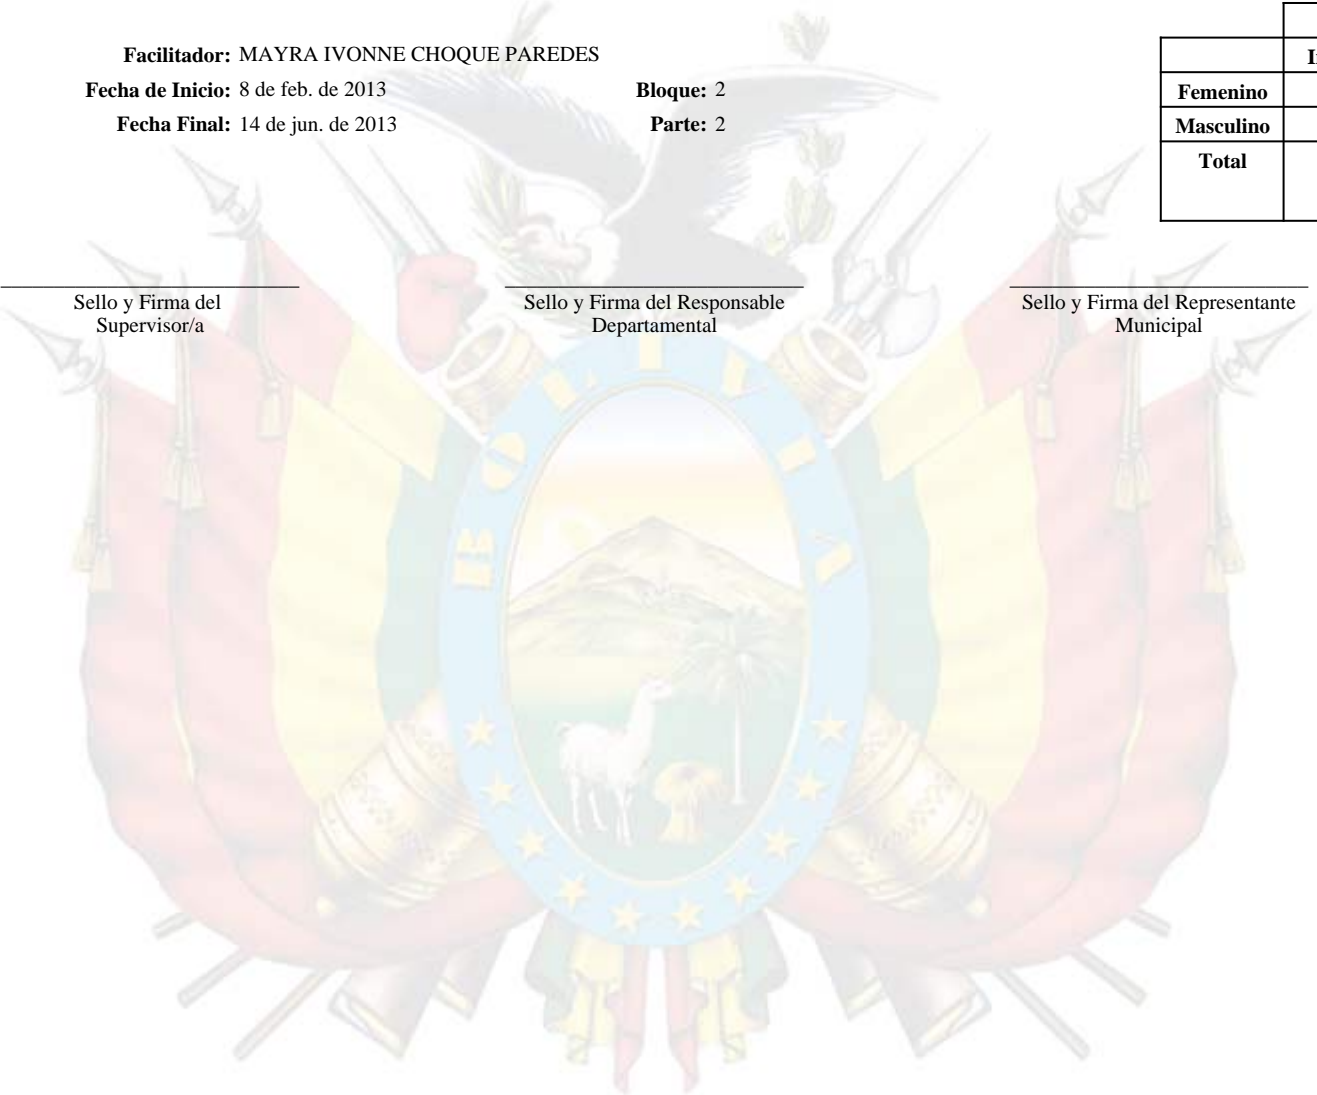 Facilitador: MAYRA IVONNE CHOQUE PAREDES
Fecha de Inicio: 8 de feb. de 2013 Bloque: 2
Fecha Final: 14 de jun. de 2013 Parte: 2
Femenino
Masculino
Total
Sello y Firma del
Supervisor/a
Sello y Firma del Responsable
Departamental
Sello y Firma del Representante
Municipal
BOLIVIA